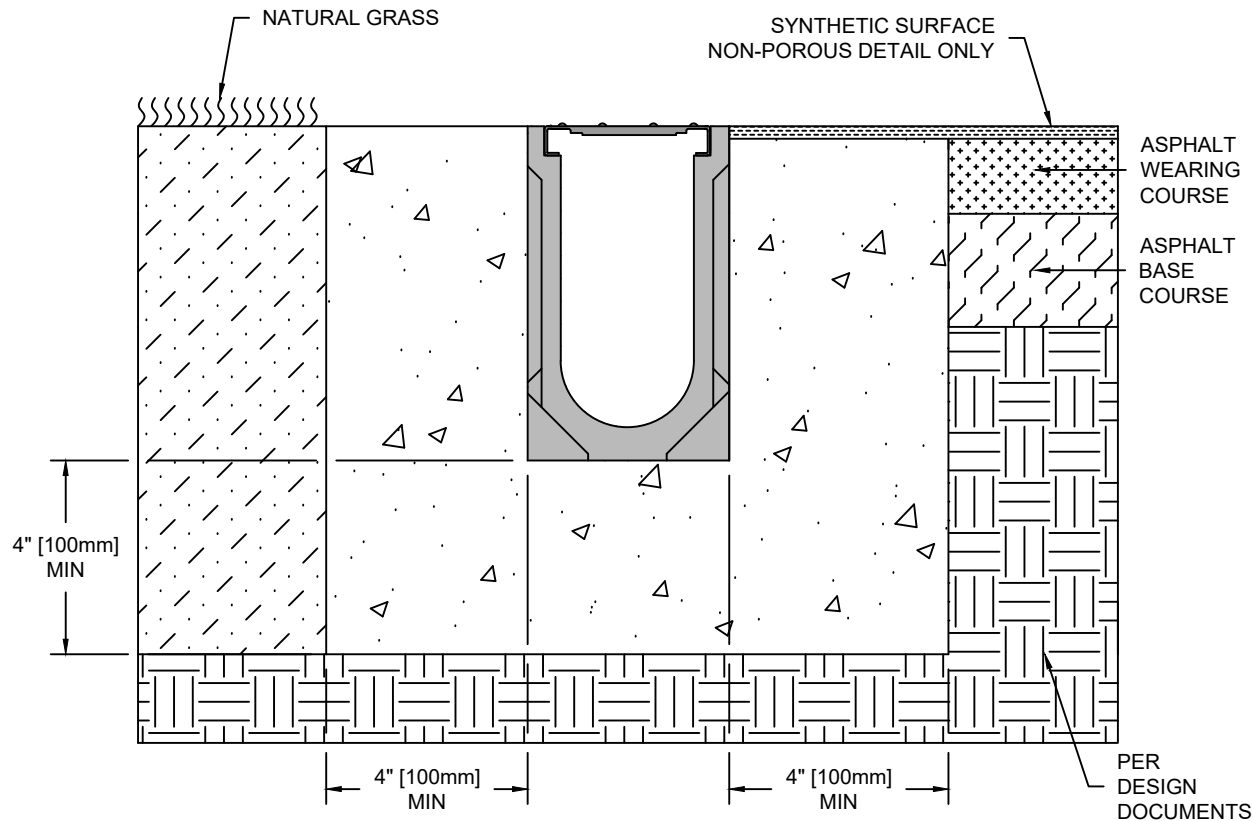 NATURAL GRASS
SYNTHETIC SURFACE
NON-POROUS DETAIL ONLY
ASPHALT
WEARING
COURSE
ASPHALT
BASE
COURSE
4" [100mm]
MIN
4" [100mm]
MIN
4" [100mm]
MIN
PER
DESIGN
DOCUMENTS